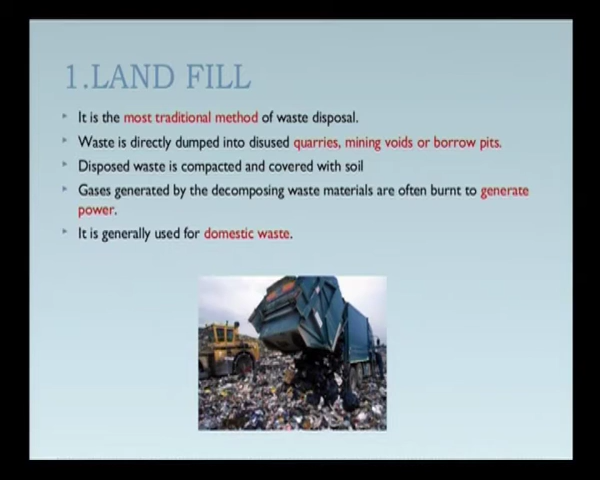 1.LAND FILL
It is the most traditional method of waste disposal.
Waste is directly dumped into disused quarries, mining voids or borrow pits.
Disposed waste is compacted and covered with soil
Gases generated by the decomposing waste materials are often burnt to generate
power.
It is generally used for domestic waste.